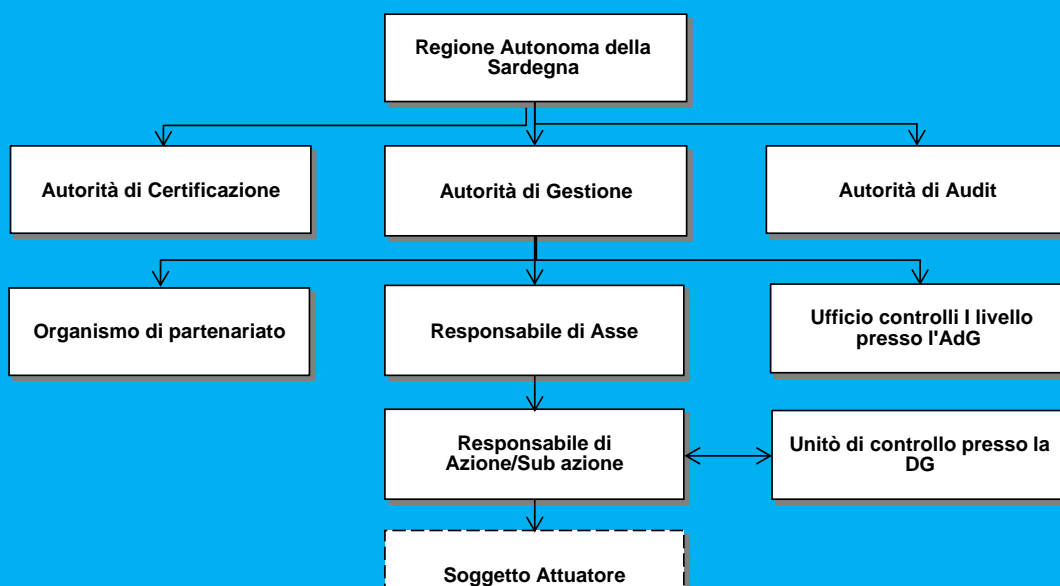 Regione Autonoma della
Sardegna
Autorità di Certificazione
Autorità di Gestione
Autorità di Audit
Organismo di partenariato
Responsabile di Asse
Ufficio controlli I livello
presso l'AdG
Responsabile di
Azione/Sub azione
Unitò di controllo presso la
DG
Soggetto Attuatore